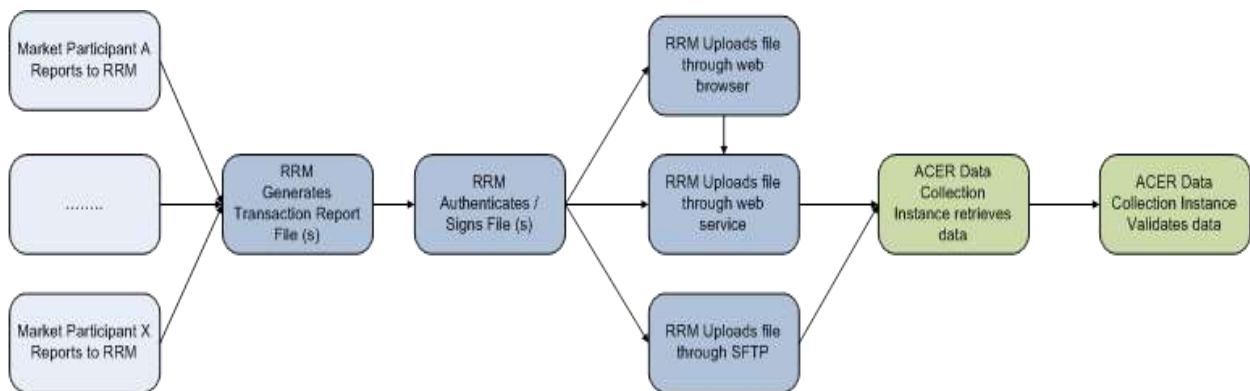 Market Participant A
Reports to RRM
........
Market Participant X
Reports to RRM
RRM
Generates
Transaction Report
File (s)
RRM
Authenticates /
Signs File (s)
RRM Uploads file
through web
browser
RRM Uploads file
through web
service
RRM Uploads file
through SFTP
ACER Data
Collection
Instance retrieves
data
ACER Data
Collection Instance
Validates data